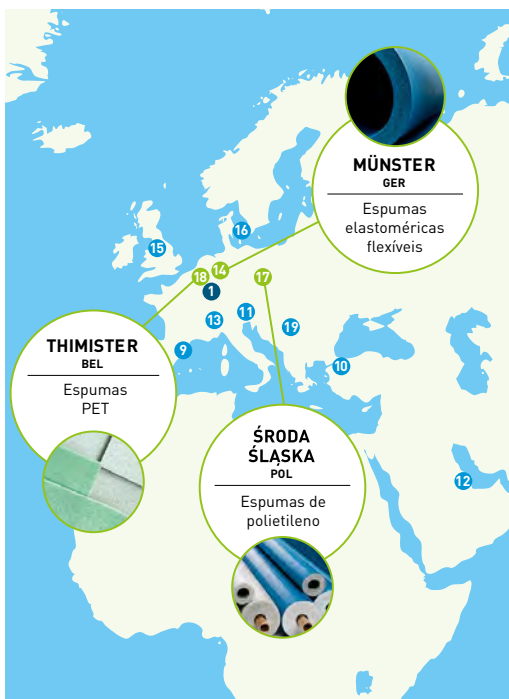 MÜNSTER
GER
Espumas
elastoméricas
flexíveis
16
15
14
18
17
1
11
13
19
9
10
THIMISTER
BEL
Espumas
PET
ŚRODA
ŚLĄSKA
POL
Espumas de
polietileno
12